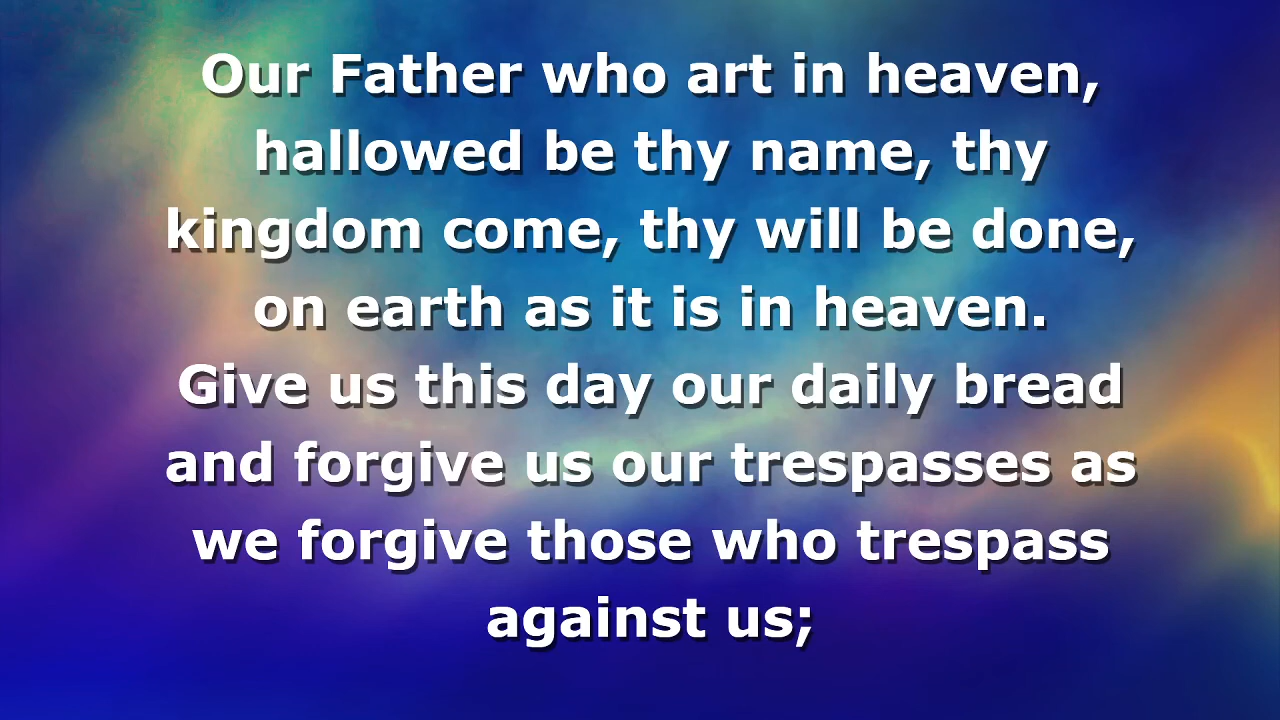 Our Father who art in heaven,
hallowed be thy name, thy
kingdom come, thy will be done,
on earth as it is in heaven.
Give us this day our daily bread
and forgive us our trespasses as
we forgive those who trespass
against us;